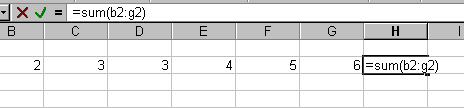 =sum(b2:g2)
B C D E F G H I
2 3 3 4 5 6 =sum(b2:g2)